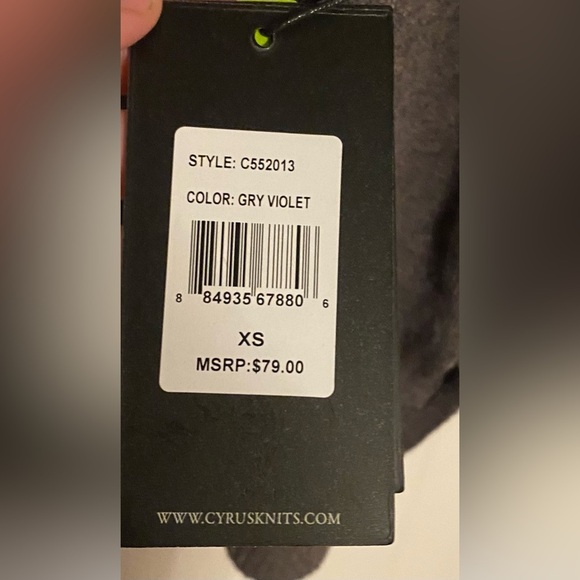 STYLE: C552013
COLOR: GRY VIOLET
8 84935 67880 6
XS
MSRP:$79.00
WWW.CYRUSKNITS.COM